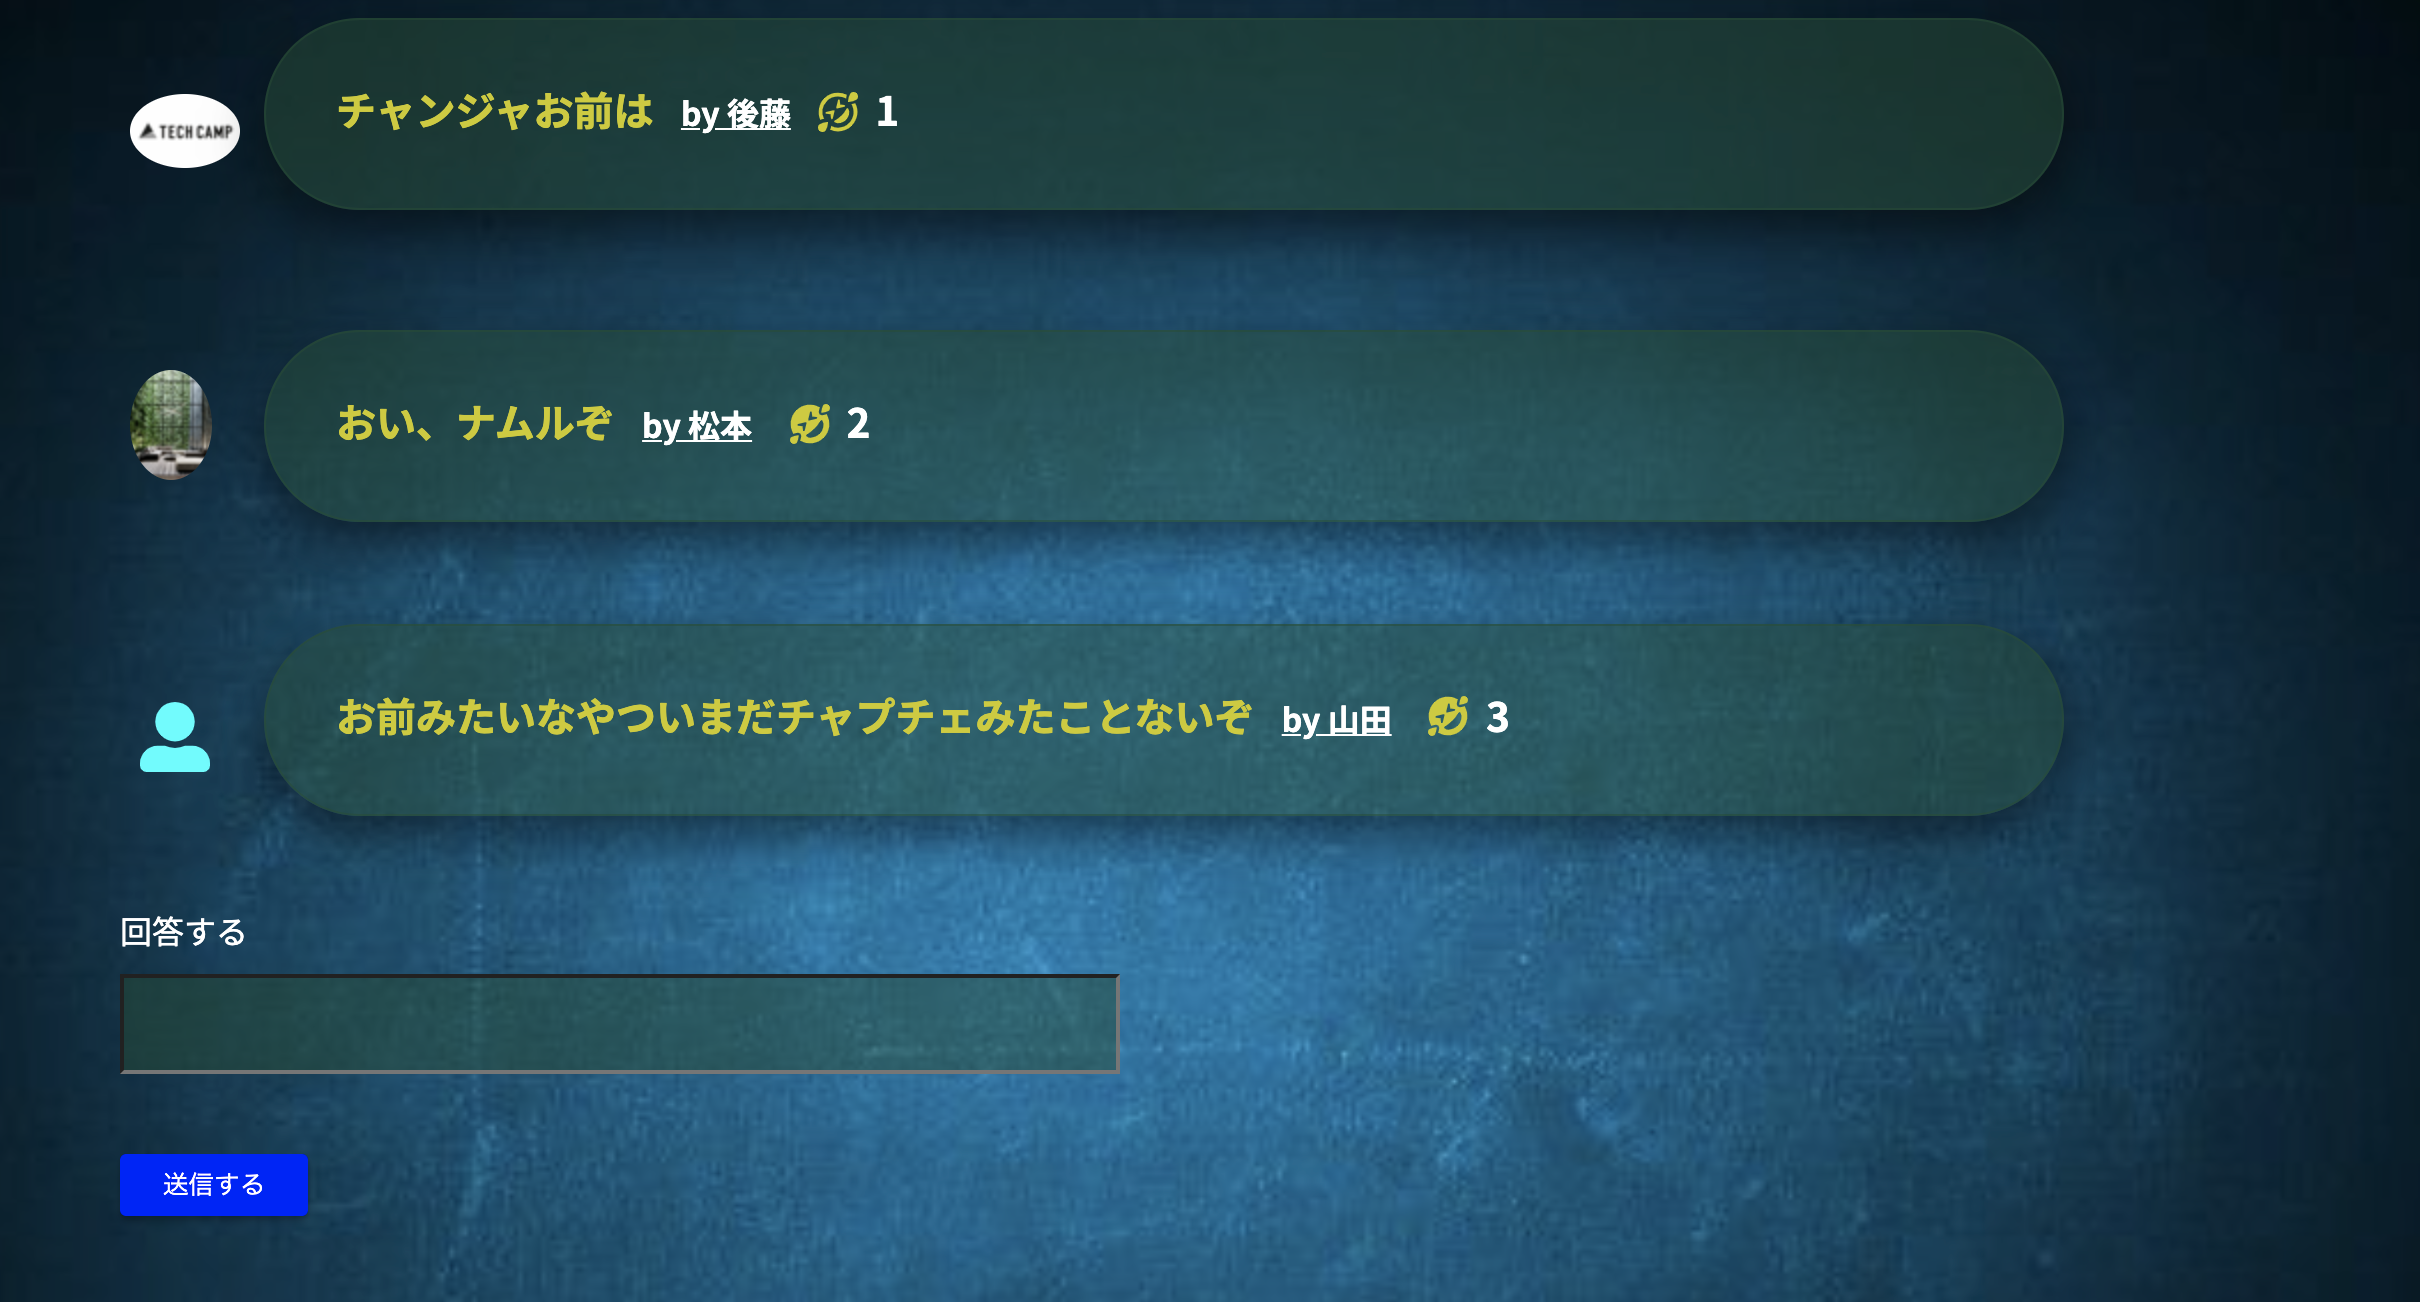 TECH CAMP
チャンジャお前は by 後藤 1
おい、ナムルぞ by 松本 2
お前みたいなやついまだチャプチェみたことないぞ by 山田 3
回答する
送信する